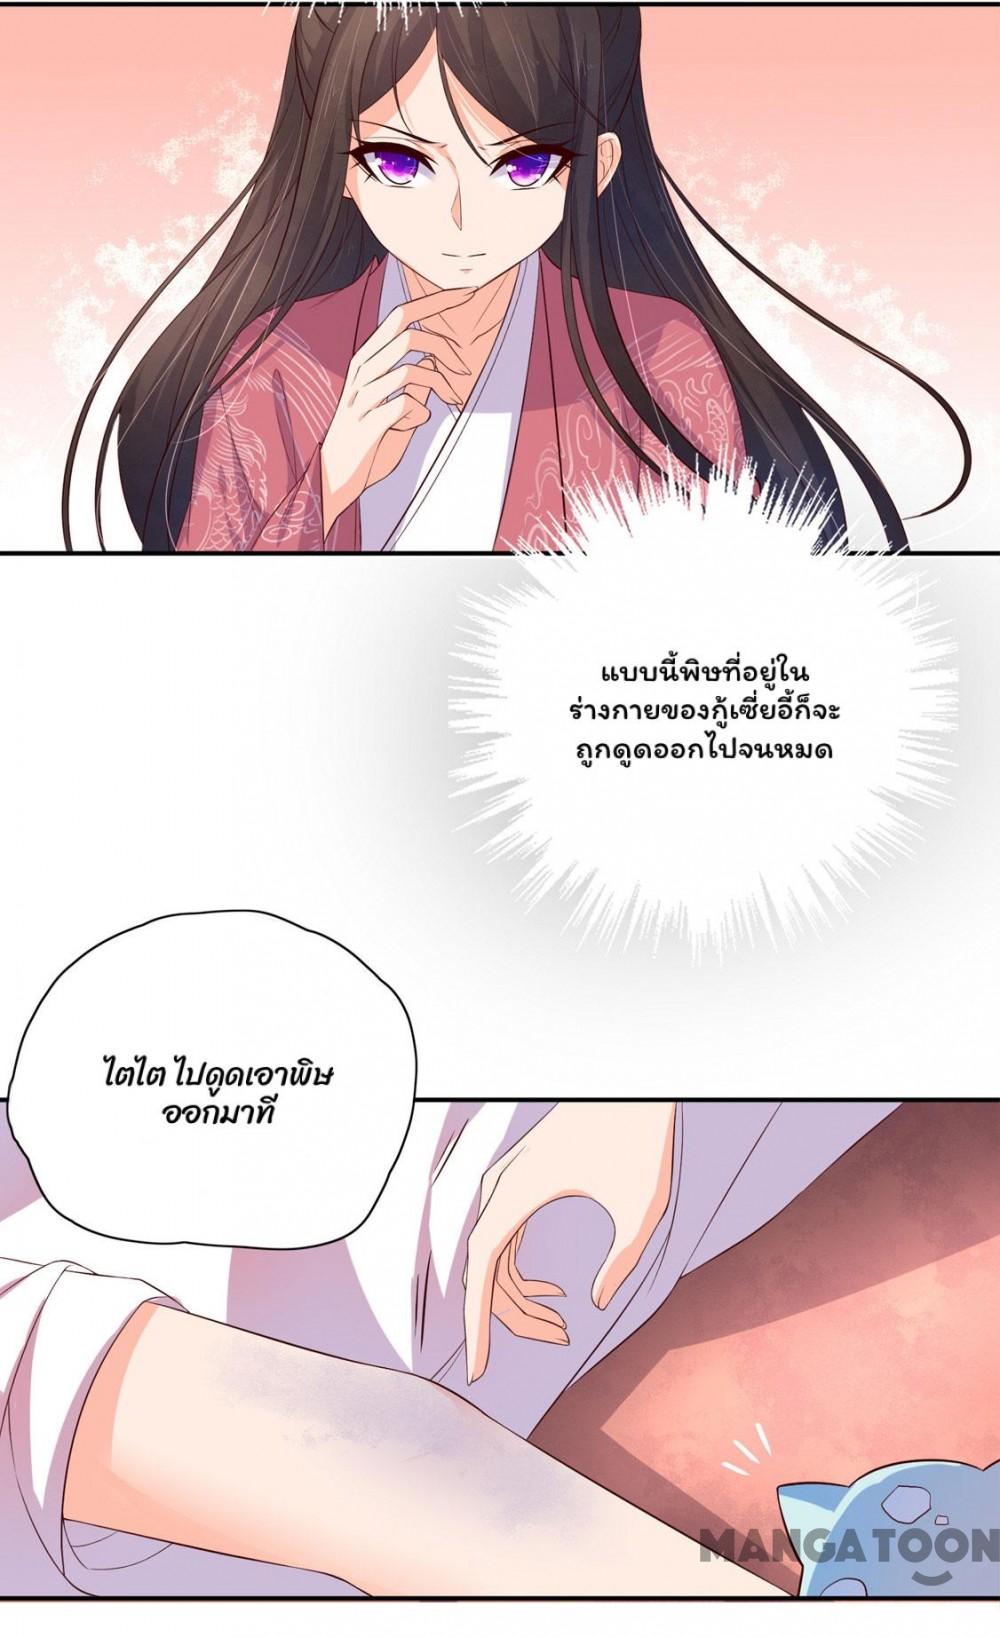 แบบนี้พิษที่อยู่ใน
ร่างกายของกู้เซี่ยอี้ก็จะ
ถูกดูดออกไปจนหมด
ไตไต ไปดูดเอาพิษ
ออกมาที
MANGATOON